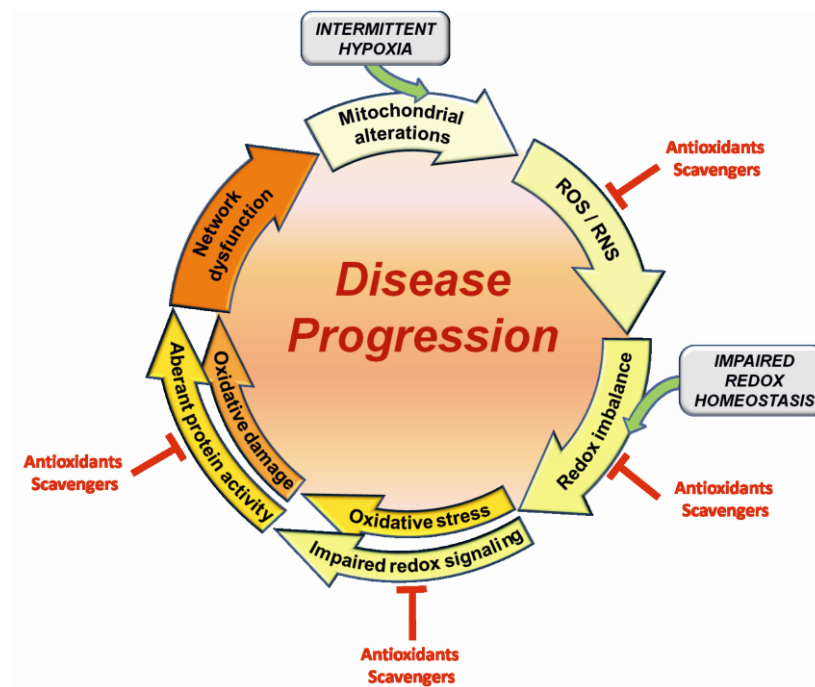 INTERMITTENT
HYPOXIA
Mitochondrial
alterations
Antioxidants
Scavengers
ROS / RNS
Disease
Progression
Network
dysfunction
IMPAIRED
REDOX
HOMEOSTASIS
Redox imbalance
Antioxidants
Scavengers
Oxidative stress
Impaired redox signaling
Antioxidants
Scavengers
Oxidative damage
Aberant protein activity
Antioxidants
Scavengers